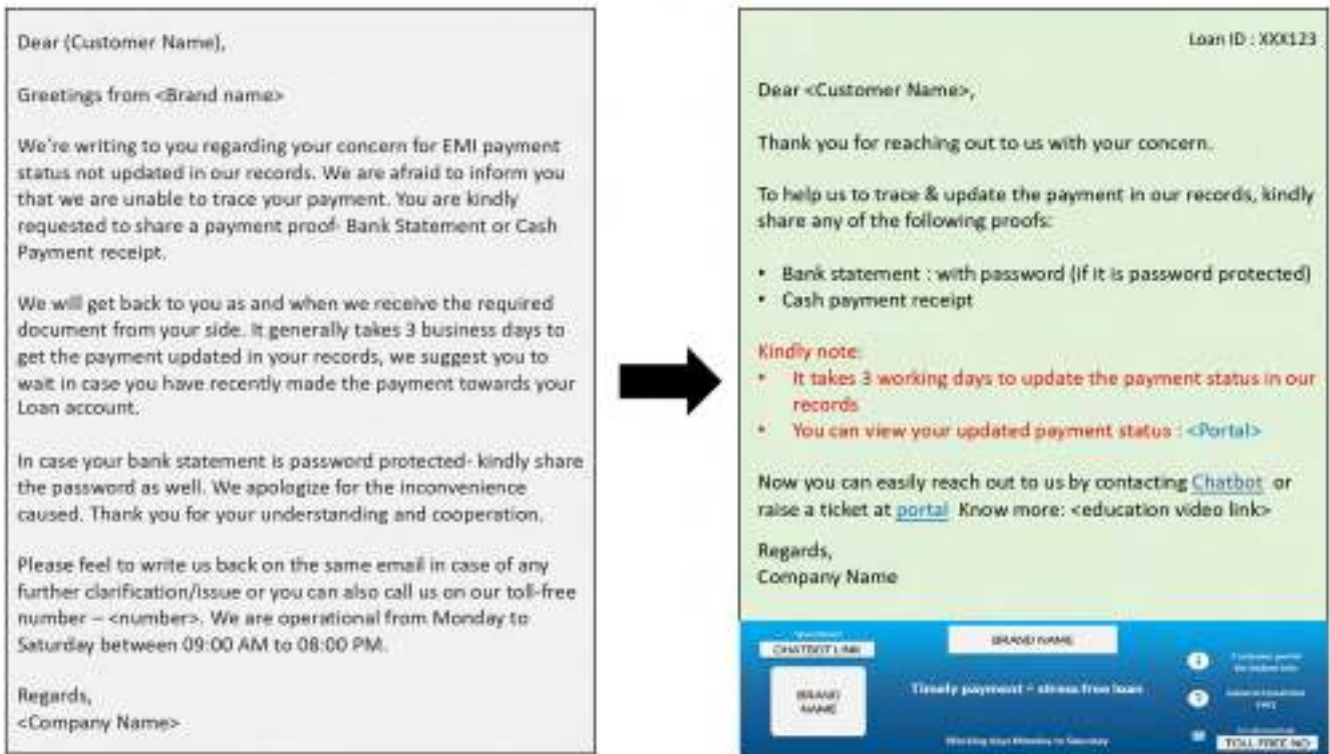 Dear (Customer Name),
Greetings from <Brand name>
We're writing to you regarding your concern for EMI payment
status not updated in our records. We are afraid to inform you
that we are unable to trace your payment. You are kindly
requested to share a payment proof- Bank Statement or Cash
Payment receipt.
We will get back to you as and when we receive the required
document from your side. It generally takes 3 business days to
get the payment updated in your records, we suggest you to
wait in case you have recently made the payment towards your
Loan account.
In case your bank statement is password protected- kindly share
the password as well. We apologize for the inconvenience
caused. Thank you for your understanding and cooperation.
Please feel to write us back on the same email in case of any
further clarification/issue or you can also call us on our toll-free
number – <number>. We are operational from Monday to
Saturday between 09:00 AM to 08:00 PM.
Regards,
<Company Name>
Loan ID : XXX123
Dear <Customer Name>,
Thank you for reaching out to us with your concern.
To help us to trace & update the payment in our records, kindly
share any of the following proofs:
• Bank statement : with password (if it is password protected)
• Cash payment receipt
Kindly note:
• It takes 3 working days to update the payment status in our
records
• You can view your updated payment status : <Portal>
Now you can easily reach out to us by contacting Chatbot or
raise a ticket at portal Know more: <education video link>
Regards,
Company Name
CHATBOT LINK
BRAND NAME
BRAND
NAME
Timely payment = stress free loan
Working days Monday to Saturday
TOLL FREE NO